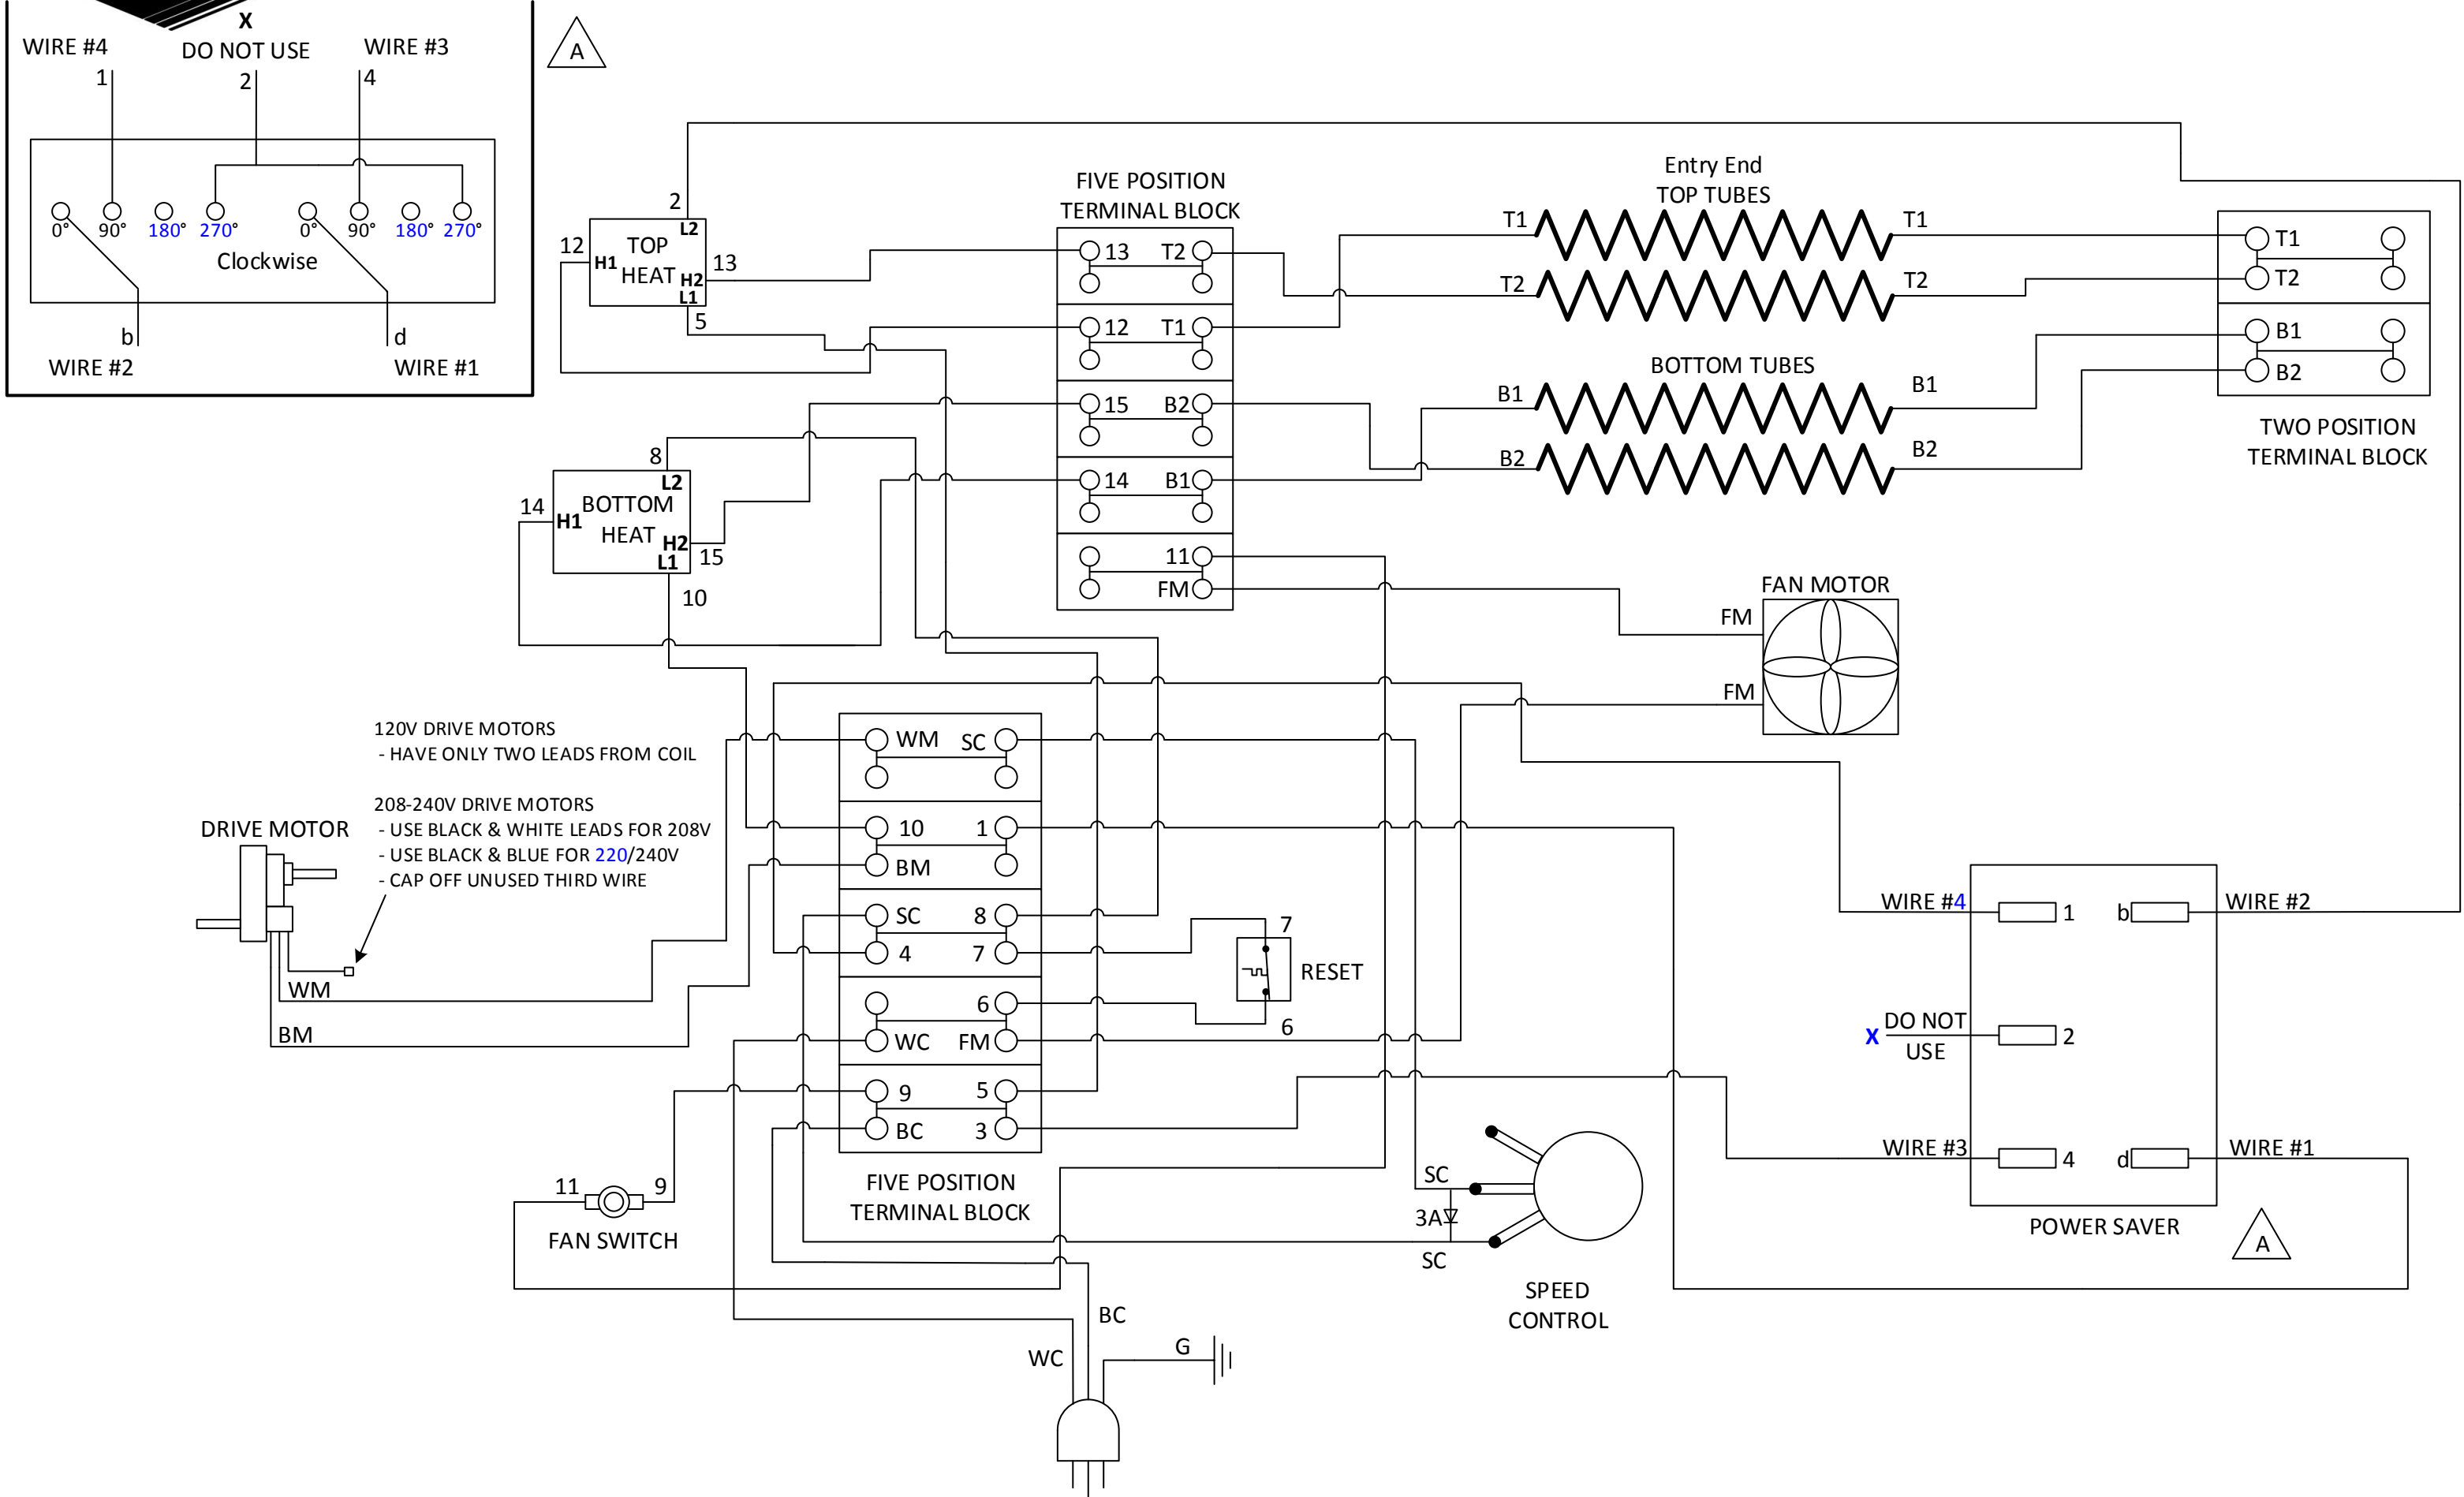 X
WIRE #4
DO NOT USE
WIRE #3
1
2
4
0°
90°
180°
270°
0°
90°
180°
270°
Clockwise
b
d
WIRE #2
WIRE #1
A
2
L2
TOP
HEAT
12
H1
13
H2
L1
5
FIVE POSITION
TERMINAL BLOCK
13 T2
12 T1
15 B2
14 B1
11
FM
Entry End
TOP TUBES
T1
T1
T2
T2
BOTTOM TUBES
B1
B1
B2
B2
T1
T2
B1
B2
TWO POSITION
TERMINAL BLOCK
8
L2
BOTTOM
HEAT
14
H1
H2
15
L1
10
FAN MOTOR
FM
FM
120V DRIVE MOTORS
- HAVE ONLY TWO LEADS FROM COIL
208-240V DRIVE MOTORS
- USE BLACK & WHITE LEADS FOR 208V
- USE BLACK & BLUE FOR 220/240V
- CAP OFF UNUSED THIRD WIRE
DRIVE MOTOR
WM
BM
WM SC
10 1
BM
SC 8
4 7
6
WC FM
9 5
BC 3
FIVE POSITION
TERMINAL BLOCK
7
RESET
6
11
9
FAN SWITCH
SC
3A
SC
SPEED
CONTROL
WIRE #4
1
b
WIRE #2
X
DO NOT
USE
2
WIRE #3
4
d
WIRE #1
POWER SAVER
A
BC
WC
G